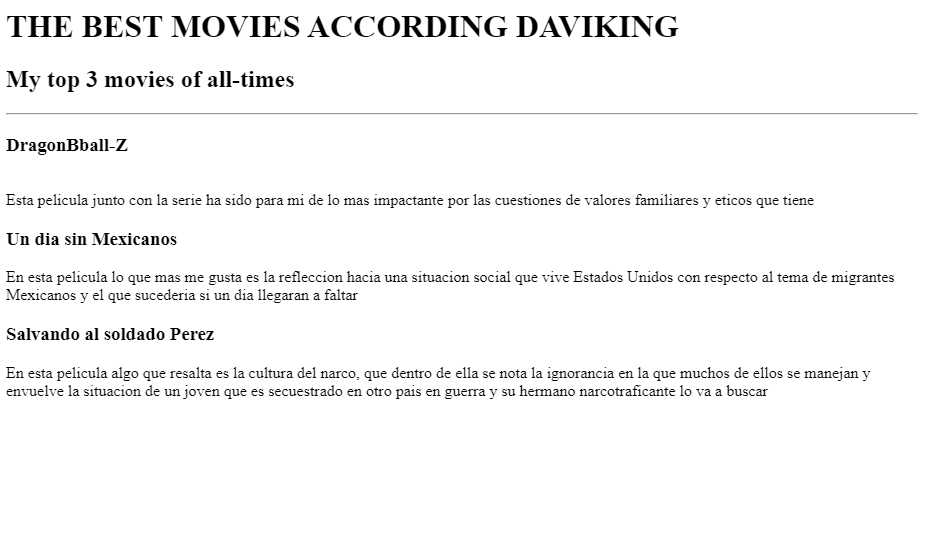 THE BEST MOVIES ACCORDING DAVIKING
My top 3 movies of all-times
DragonBball-Z
Esta pelicula junto con la serie ha sido para mi de lo mas impactante por las cuestiones de valores familiares y eticos que tiene
Un dia sin Mexicanos
En esta pelicula lo que mas me gusta es la refleccion hacia una situacion social que vive Estados Unidos con respecto al tema de migrantes
Mexicanos y el que sucederia si un dia llegaran a faltar
Salvando al soldado Perez
En esta pelicula algo que resalta es la cultura del narco, que dentro de ella se nota la ignorancia en la que muchos de ellos se manejan y
envuelve la situacion de un joven que es secuestrado en otro pais en guerra y su hermano narcotraficante lo va a buscar